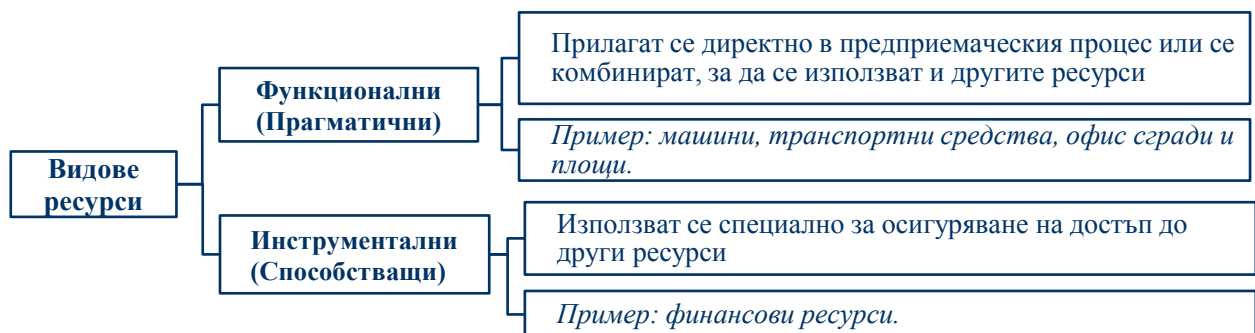 Видове
ресурси
Функционални
(Прагматични)
Прилагат се директно в предприемаческия процес или се
комбинират, за да се използват и другите ресурси
Пример: машини, транспортни средства, офис сгради и
площи.
Инструментални
(Способстващи)
Използват се специално за осигуряване на достъп до
други ресурси
Пример: финансови ресурси.